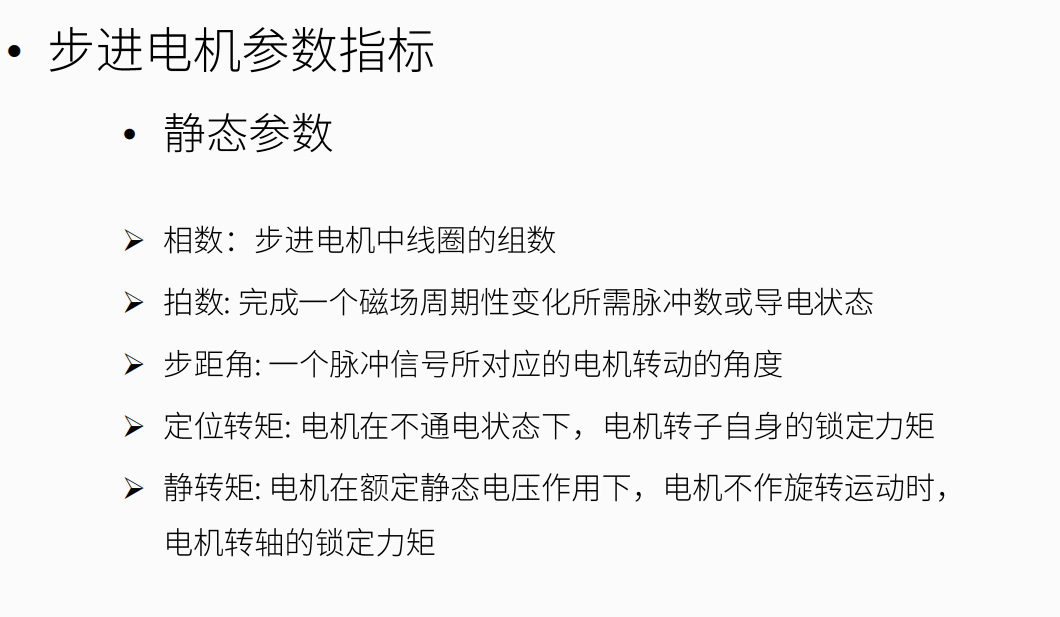 • 步进电机参数指标
• 静态参数
➢ 相数：步进电机中线圈的组数
➢ 拍数: 完成一个磁场周期性变化所需脉冲数或导电状态
➢ 步距角: 一个脉冲信号所对应的电机转动的角度
➢ 定位转矩: 电机在不通电状态下，电机转子自身的锁定力矩
➢ 静转矩: 电机在额定静态电压作用下，电机不作旋转运动时，
电机转轴的锁定力矩